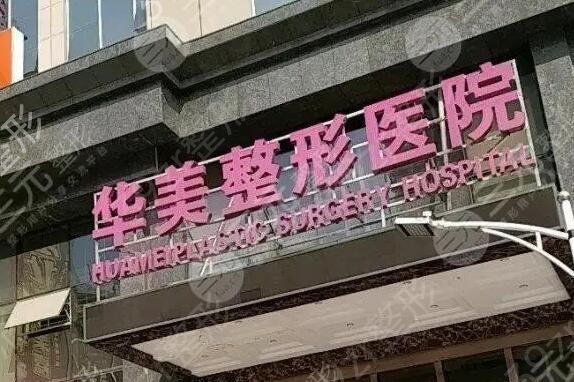 华美整形医院
HUAMEI PLASTIC SURGERY HOSPITAL